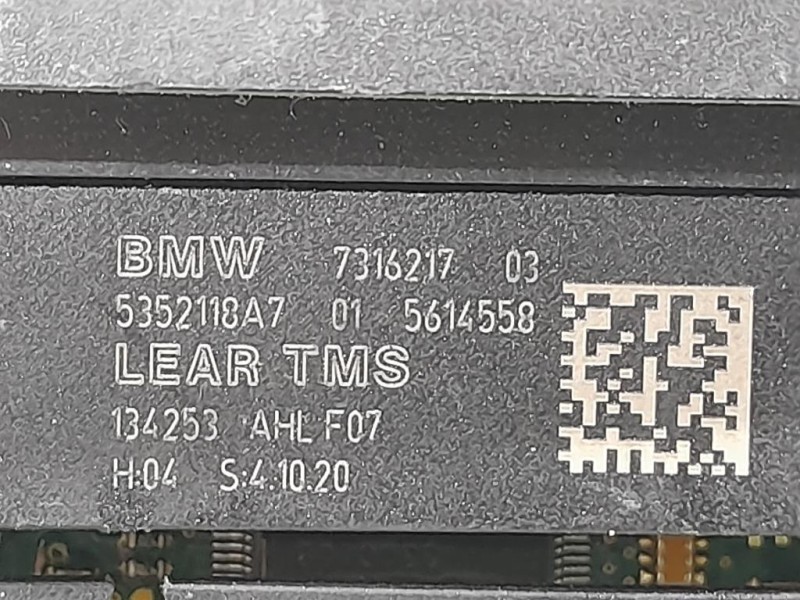 BMW 7316217 03
5352118A7 01 5614558
LEAR TMS
134253 AHL F07
H:04 S:4.10.20